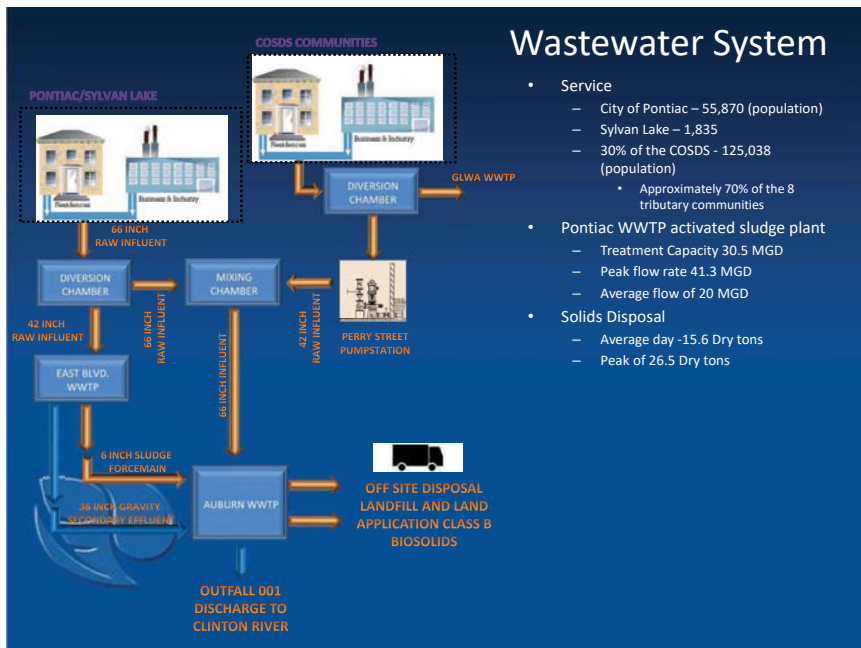 Wastewater System
• Service
– City of Pontiac – 55,870 (population)
– Sylvan Lake – 1,835
– 30% of the COSDS - 125,038
(population)
• Approximately 70% of the 8
tributary communities
• Pontiac WWTP activated sludge plant
– Treatment Capacity 30.5 MGD
– Peak flow rate 41.3 MGD
– Average flow of 20 MGD
• Solids Disposal
– Average day -15.6 Dry tons
– Peak of 26.5 Dry tons
COSDS COMMUNITIES
Residences
Business & Industry
PONTIAC/SYLVAN LAKE
Residences
Business & Industry
DIVERSION
CHAMBER
GLWA WWTP
66 INCH
RAW INFLUENT
DIVERSION
CHAMBER
66 INCH
RAW INFLUENT
MIXING
CHAMBER
42 INCH
RAW INFLUENT
PERRY STREET
PUMPSTATION
42 INCH
RAW INFLUENT
EAST BLVD.
WWTP
66 INCH INFLUENT
6 INCH SLUDGE
FORCEMAIN
36 INCH GRAVITY
SECONDARY EFFLUENT
AUBURN WWTP
OFF SITE DISPOSAL
LANDFILL AND LAND
APPLICATION CLASS B
BIOSOLIDS
OUTFALL 001
DISCHARGE TO
CLINTON RIVER